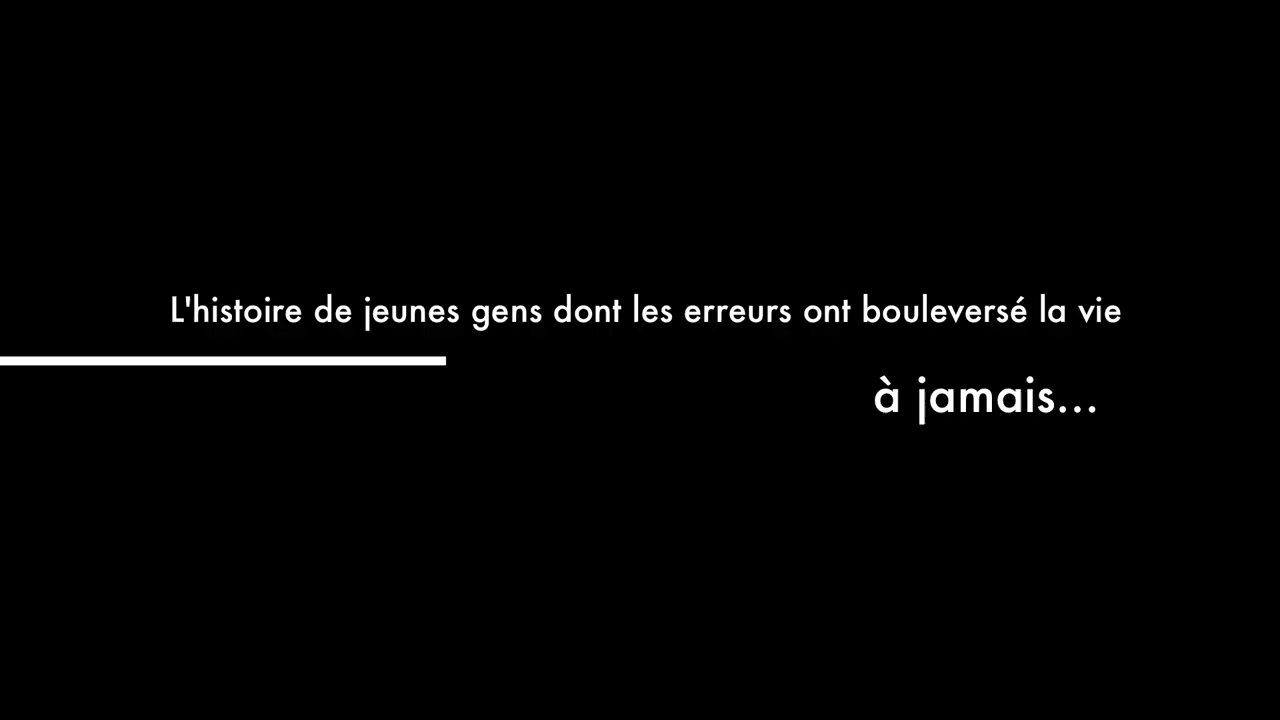 L'histoire de jeunes gens dont les erreurs ont bouleversé la vie
à jamais...